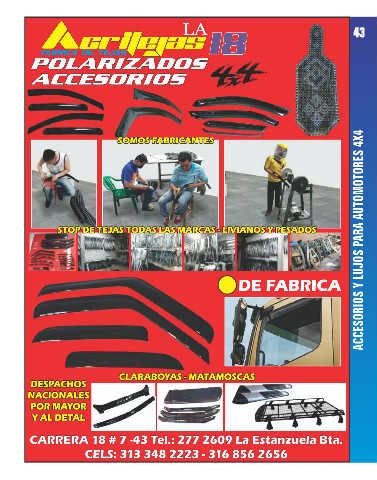 LA
Acrilejas 18
POLARIZADOS
ACCESORIOS
4x4
SOMOS FABRICANTES
STOP DE TEJAS TODAS LAS MARCAS - LIVIANOS Y PESADOS
DE FABRICA
CLARABOYAS - MATAMOSCAS
DESPACHOS
NACIONALES
POR MAYOR
Y AL DETAL
CARRERA 18 # 7 -43 Tel.: 277 2609 La Estanzuela Bta.
CELS: 313 348 2223 - 316 856 2656
43
ACCESORIOS Y LUJOS PARA AUTOMOTORES 4X4